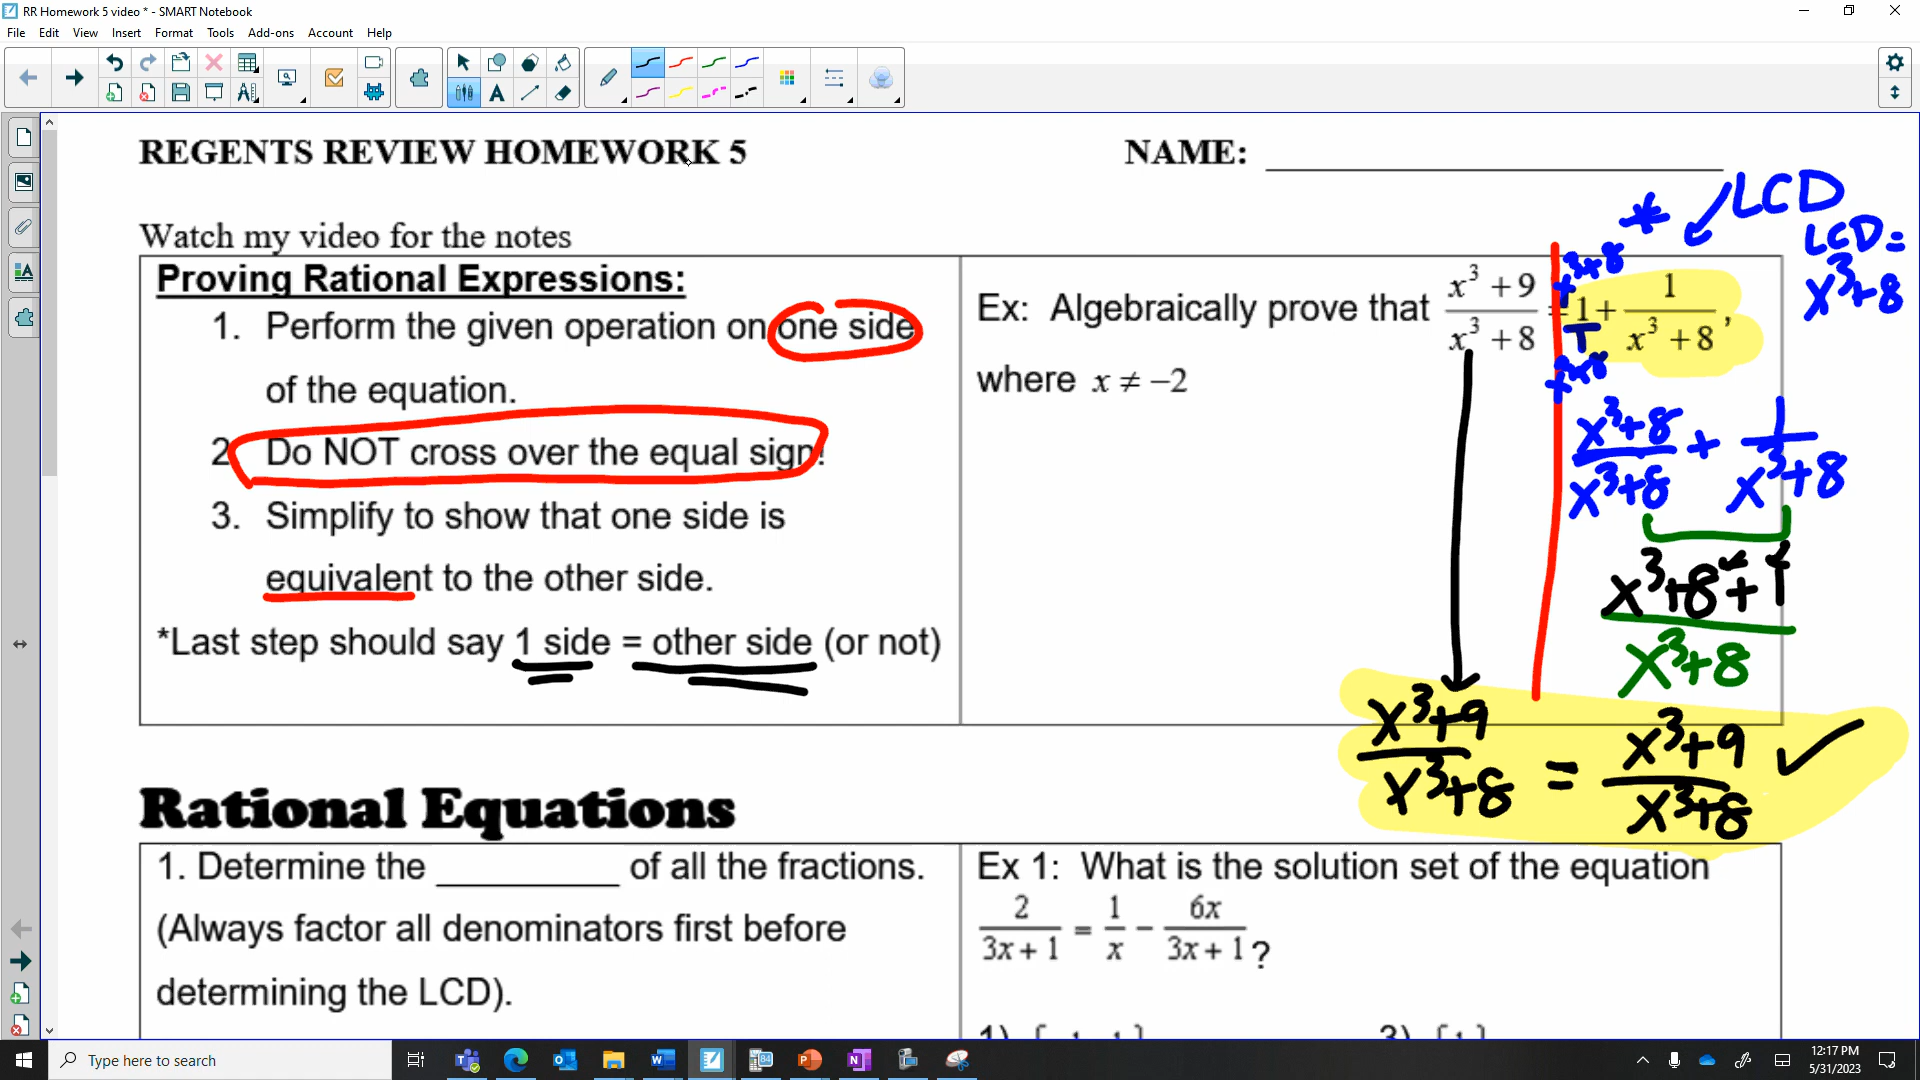 RR Homework 5 video * - SMART Notebook
File Edit View Insert Format Tools Add-ons Account Help
REGENTS REVIEW HOMEWORK 5 NAME: ____________
Watch my video for the notes
* LCD
LCD =
x³+8
Proving Rational Expressions:
1. Perform the given operation on one side
of the equation.
2 Do NOT cross over the equal sign!
3. Simplify to show that one side is
equivalent to the other side.
*Last step should say 1 side = other side (or not)
Ex: Algebraically prove that (x³ + 9)/(x³ + 8) = 1 + 1/(x³ + 8),
where x ≠ −2
x³+8
x³+8
(x³+8)/(x³+8) + 1/(x³+8)
(x³+8+1)/(x³+8)
(x³+9)/(x³+8) = (x³+9)/(x³+8) ✓
Rational Equations
1. Determine the _________ of all the fractions.
(Always factor all denominators first before
determining the LCD).
Ex 1: What is the solution set of the equation
2/(3x + 1) = 1/x − 6x/(3x + 1) ?
Type here to search
12:17 PM
5/31/2023